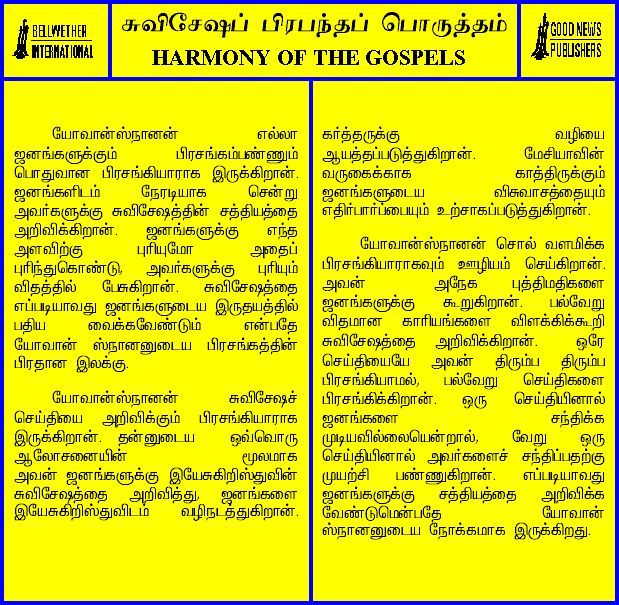 BELLWETHER
INTERNATIONAL
சுவிசேஷப் பிரபந்தப் பொருத்தம்
HARMONY OF THE GOSPELS
GOOD NEWS
PUBLISHERS
யோவான்ஸ்நானன் எல்லா
ஜனங்களுக்கும் பிரசங்கம்பண்ணும்
பொதுவான பிரசங்கியாராக இருக்கிறான்.
ஜனங்களிடம் நேரடியாக சென்று
அவர்களுக்கு சுவிசேஷத்தின் சத்தியத்தை
அறிவிக்கிறான். ஜனங்களுக்கு எந்த
அளவிற்கு புரியுமோ அதைப்
புரிந்துகொண்டு, அவர்களுக்கு புரியும்
விதத்தில் பேசுகிறான். சுவிசேஷத்தை
எப்படியாவது ஜனங்களுடைய இருதயத்தில்
பதிய வைக்கவேண்டும் என்பதே
யோவான் ஸ்நானனுடைய பிரசங்கத்தின்
பிரதான இலக்கு.
யோவான்ஸ்நானன் சுவிசேஷச்
செய்தியை அறிவிக்கும் பிரசங்கியாராக
இருக்கிறான். தன்னுடைய ஒவ்வொரு
ஆலோசனையின் மூலமாக
அவன் ஜனங்களுக்கு இயேசுகிறிஸ்துவின்
சுவிசேஷத்தை அறிவித்து, ஜனங்களை
இயேசுகிறிஸ்துவிடம் வழிநடத்துகிறான்.
கர்த்தருக்கு வழியை
ஆயத்தப்படுத்துகிறான். மேசியாவின்
வருகைக்காக காத்திருக்கும்
ஜனங்களுடைய விசுவாசத்தையும்
எதிர்பார்ப்பையும் உற்சாகப்படுத்துகிறான்.
யோவான்ஸ்நானன் சொல் வளமிக்க
பிரசங்கியாராகவும் ஊழியம் செய்கிறான்.
அவன் அநேக புத்திமதிகளை
ஜனங்களுக்கு கூறுகிறான். பல்வேறு
விதமான காரியங்களை விளக்கிக்கூறி
சுவிசேஷத்தை அறிவிக்கிறான். ஒரே
செய்தியையே அவன் திரும்ப திரும்ப
பிரசங்கியாமல், பல்வேறு செய்திகளை
பிரசங்கிக்கிறான். ஒரு செய்தியினால்
ஜனங்களை சந்திக்க
முடியவில்லையென்றால், வேறு ஒரு
செய்தியினால் அவர்களைச் சந்திப்பதற்கு
முயற்சி பண்ணுகிறான். எப்படியாவது
ஜனங்களுக்கு சத்தியத்தை அறிவிக்க
வேண்டுமென்பதே யோவான்
ஸ்நானனுடைய நோக்கமாக இருக்கிறது.